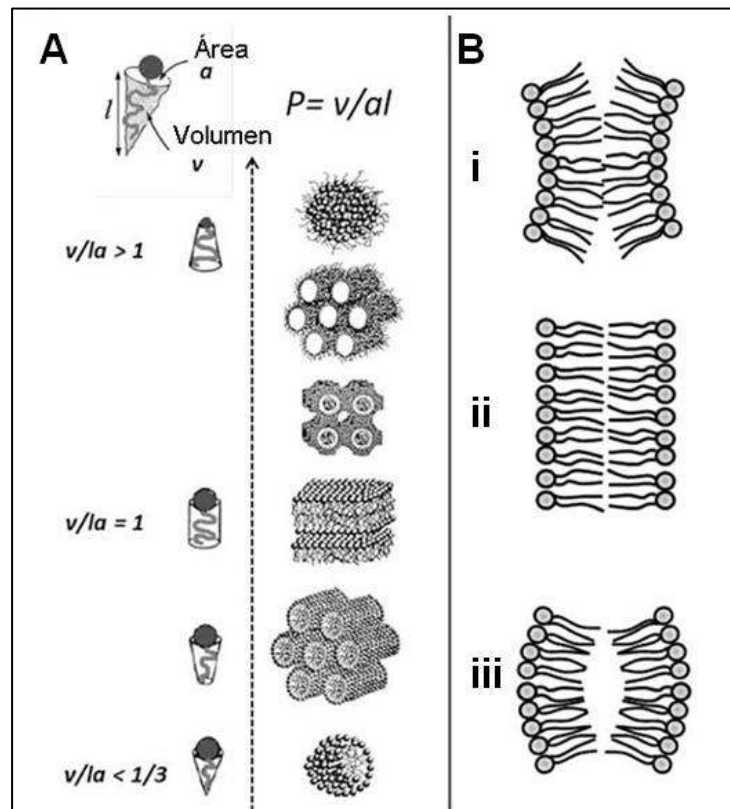 A
Área
a
l
Volumen
v
P= v/al
v/la > 1
v/la = 1
v/la < 1/3
B
i
ii
iii